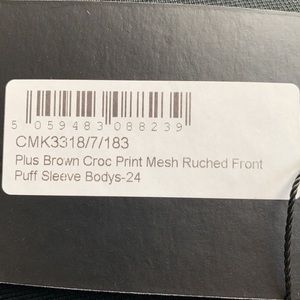 5 059483 088239
CMK3318/7/183
Plus Brown Croc Print Mesh Ruched Front
Puff Sleeve Bodys-24